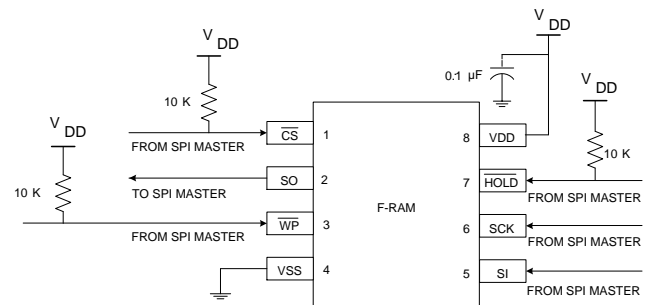 V DD
0.1 µF
V DD
10 K
CS
1
FROM SPI MASTER
V DD
10 K
SO
2
TO SPI MASTER
WP
3
FROM SPI MASTER
VSS
4
F-RAM
8
VDD
V DD
10 K
7
HOLD
FROM SPI MASTER
6
SCK
FROM SPI MASTER
5
SI
FROM SPI MASTER